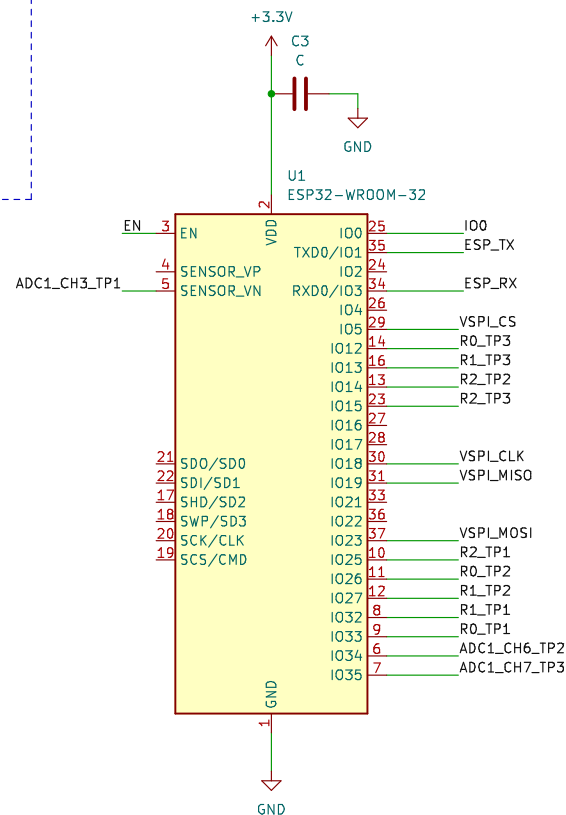 +3.3V
C3
C
GND
U1
ESP32-WROOM-32
2
VDD
EN 3 EN
4 SENSOR_VP
ADC1_CH3_TP1 5 SENSOR_VN
21 SDO/SD0
22 SDI/SD1
17 SHD/SD2
18 SWP/SD3
20 SCK/CLK
19 SCS/CMD
IO0 25 IO0
TXD0/IO1 35 ESP_TX
IO2 24
RXD0/IO3 34 ESP_RX
IO4 26
IO5 29 VSPI_CS
IO12 14 R0_TP3
IO13 16 R1_TP3
IO14 13 R2_TP2
IO15 23 R2_TP3
IO16 27
IO17 28
IO18 30 VSPI_CLK
IO19 31 VSPI_MISO
IO21 33
IO22 36
IO23 37 VSPI_MOSI
IO25 10 R2_TP1
IO26 11 R0_TP2
IO27 12 R1_TP2
IO32 8 R1_TP1
IO33 9 R0_TP1
IO34 6 ADC1_CH6_TP2
IO35 7 ADC1_CH7_TP3
GND
1
GND